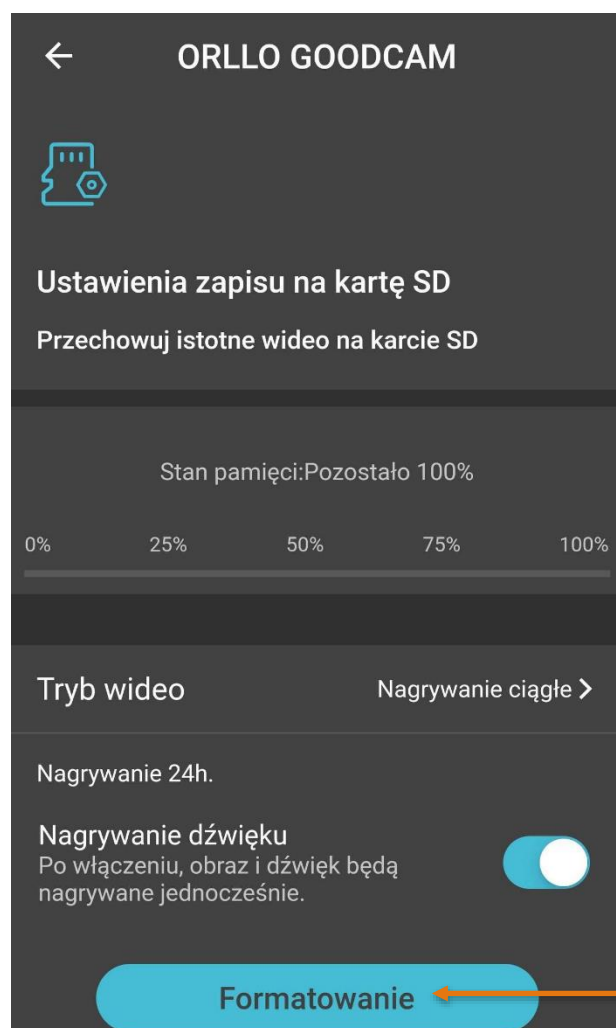 ORLLO GOODCAM
Ustawienia zapisu na kartę SD
Przechowuj istotne wideo na karcie SD
Stan pamięci:Pozostało 100%
0% 25% 50% 75% 100%
Tryb wideo Nagrywanie ciągłe
Nagrywanie 24h.
Nagrywanie dźwięku
Po włączeniu, obraz i dźwięk będą
nagrywane jednocześnie.
Formatowanie